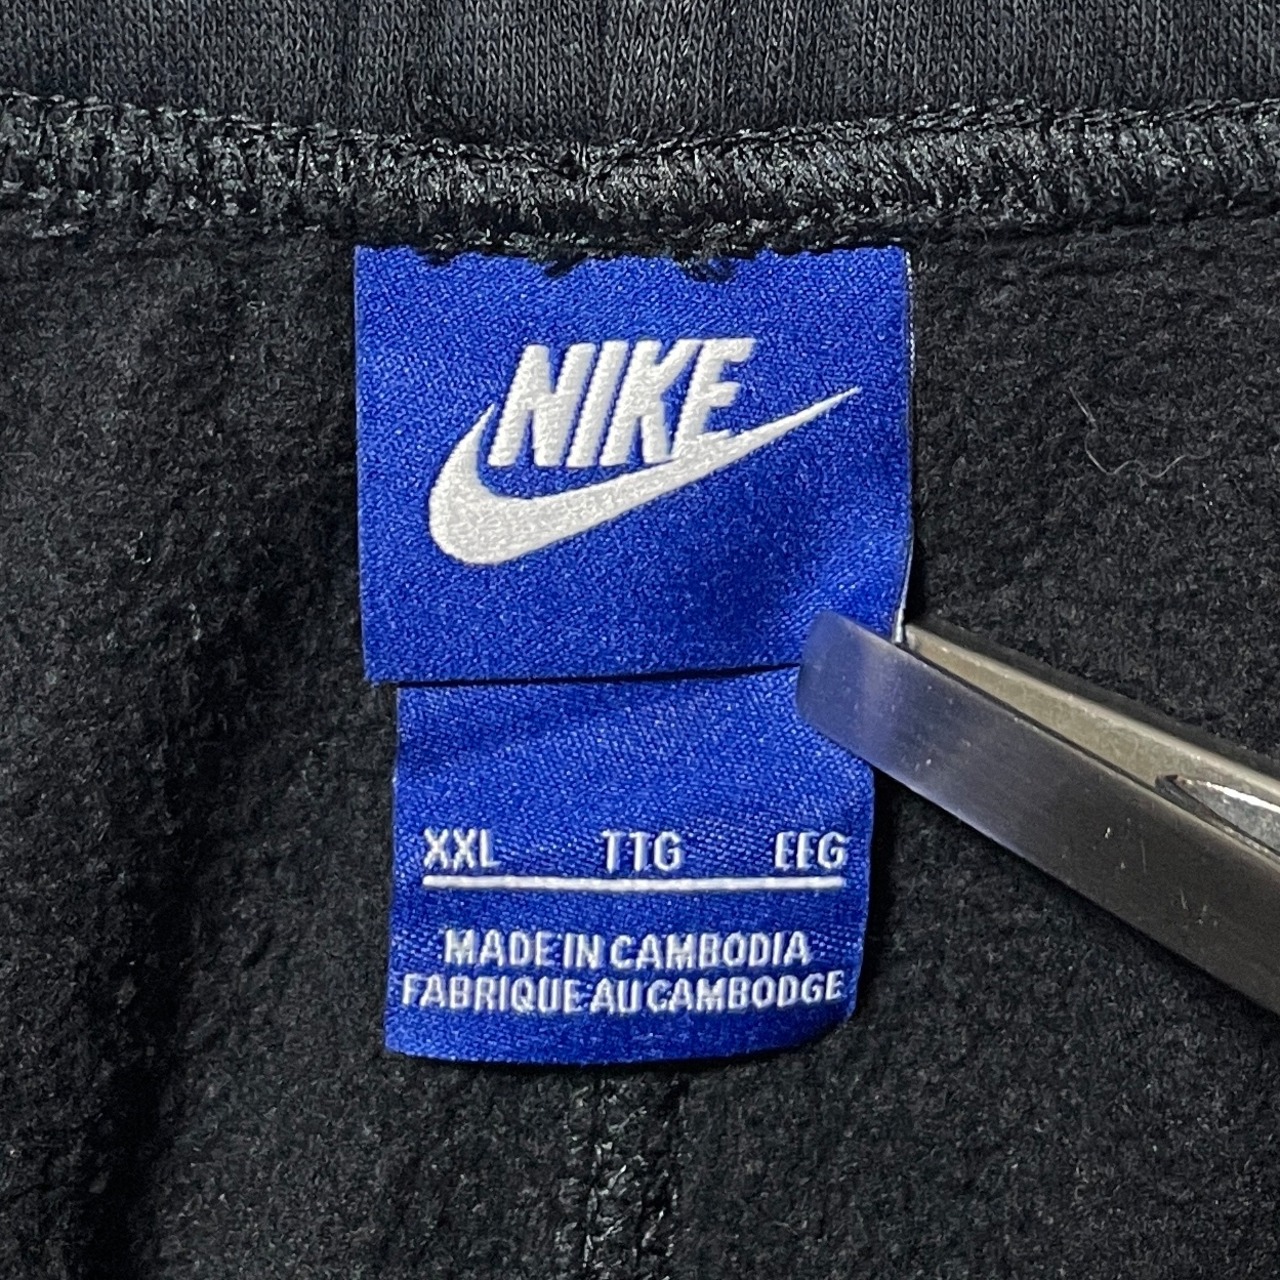 NIKE
XXL TTG EEG
MADE IN CAMBODIA
FABRIQUE AU CAMBODGE